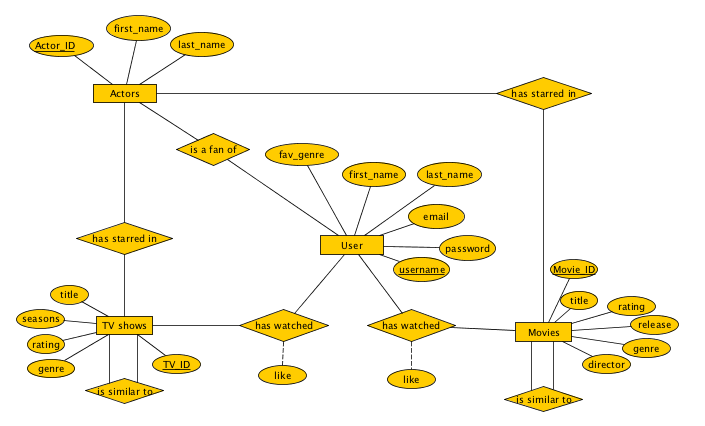 first_name
Actor_ID
last_name
Actors
has starred in
is a fan of
fav_genre
first_name
last_name
email
has starred in
User
password
username
Movie_ID
title
title
rating
seasons
TV shows
has watched
has watched
release
Movies
rating
genre
genre
TV_ID
like
like
director
is similar to
is similar to